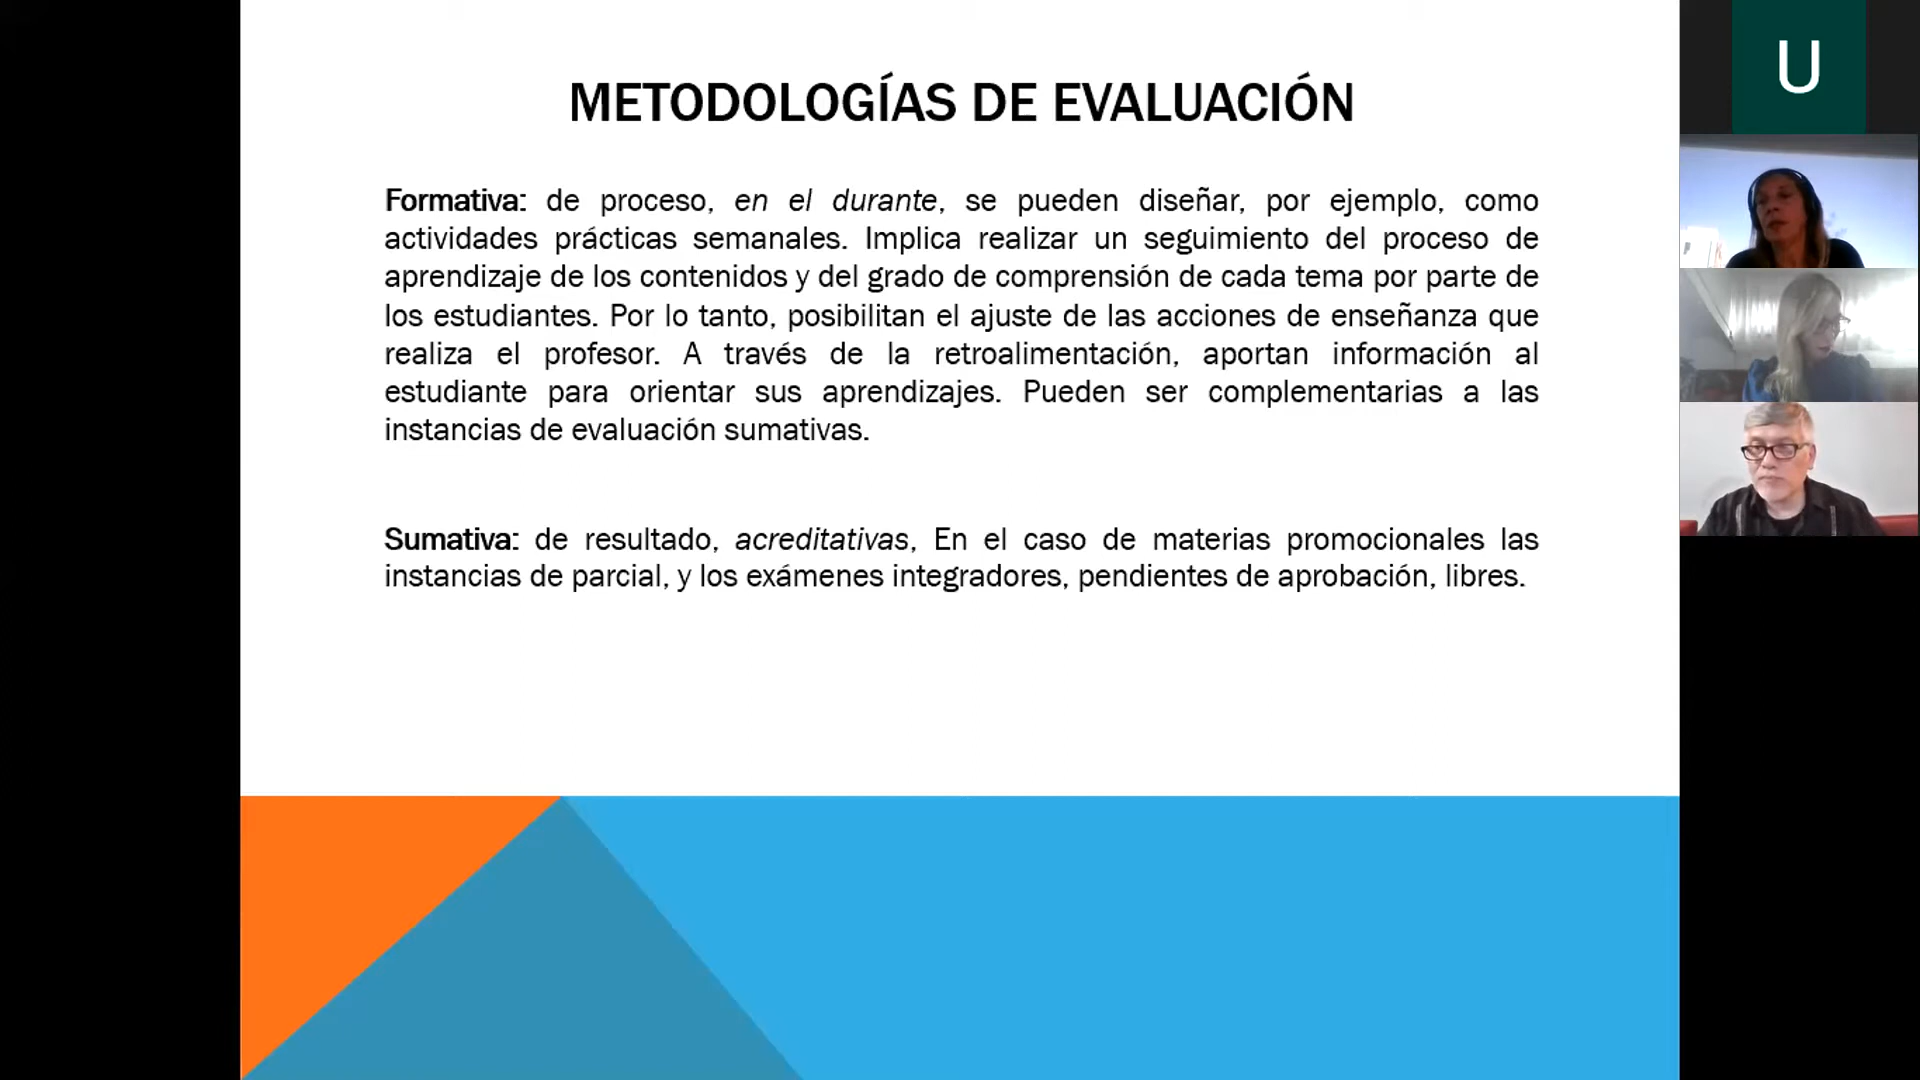 METODOLOGÍAS DE EVALUACIÓN
Formativa: de proceso, en el durante, se pueden diseñar, por ejemplo, como
actividades prácticas semanales. Implica realizar un seguimiento del proceso de
aprendizaje de los contenidos y del grado de comprensión de cada tema por parte de
los estudiantes. Por lo tanto, posibilitan el ajuste de las acciones de enseñanza que
realiza el profesor. A través de la retroalimentación, aportan información al
estudiante para orientar sus aprendizajes. Pueden ser complementarias a las
instancias de evaluación sumativas.
Sumativa: de resultado, acreditativas, En el caso de materias promocionales las
instancias de parcial, y los exámenes integradores, pendientes de aprobación, libres.
U